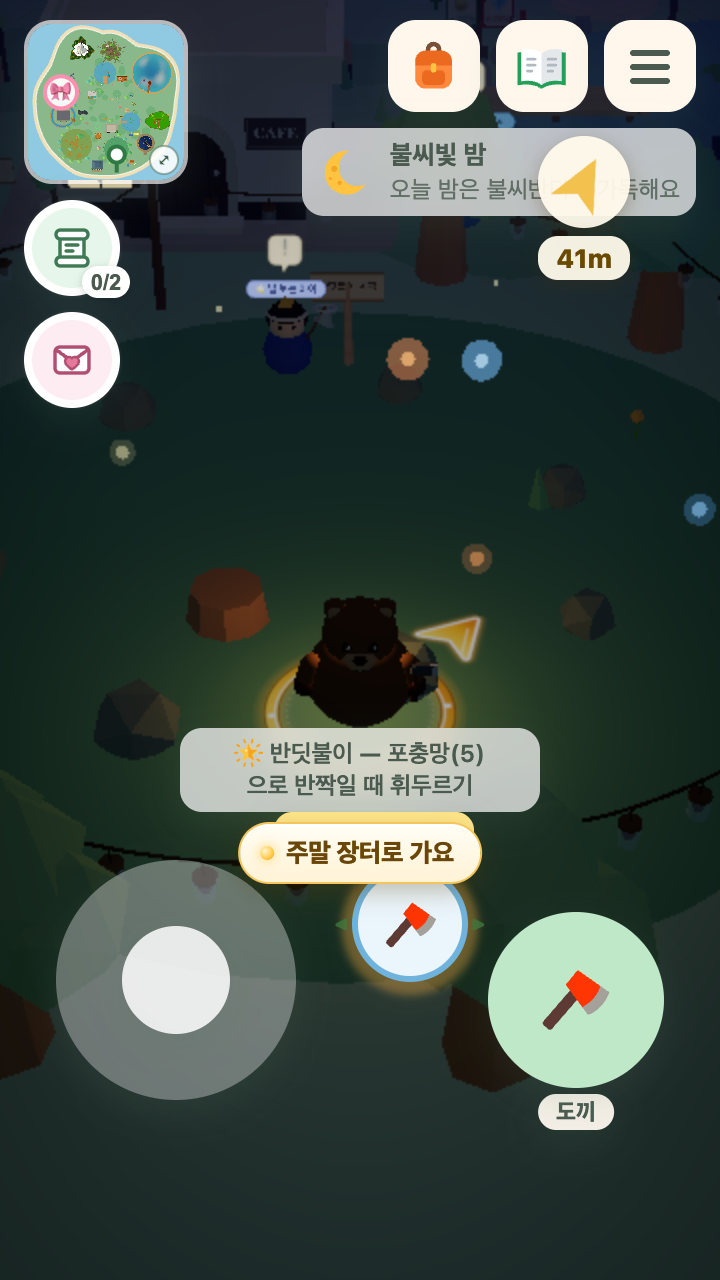 CAFE
불씨빛 밤
오늘 밤은 불씨빛
득해요
41m
0/2
반딧불이 — 포충망(5)
으로 반짝일 때 휘두르기
주말 장터로 가요
도끼